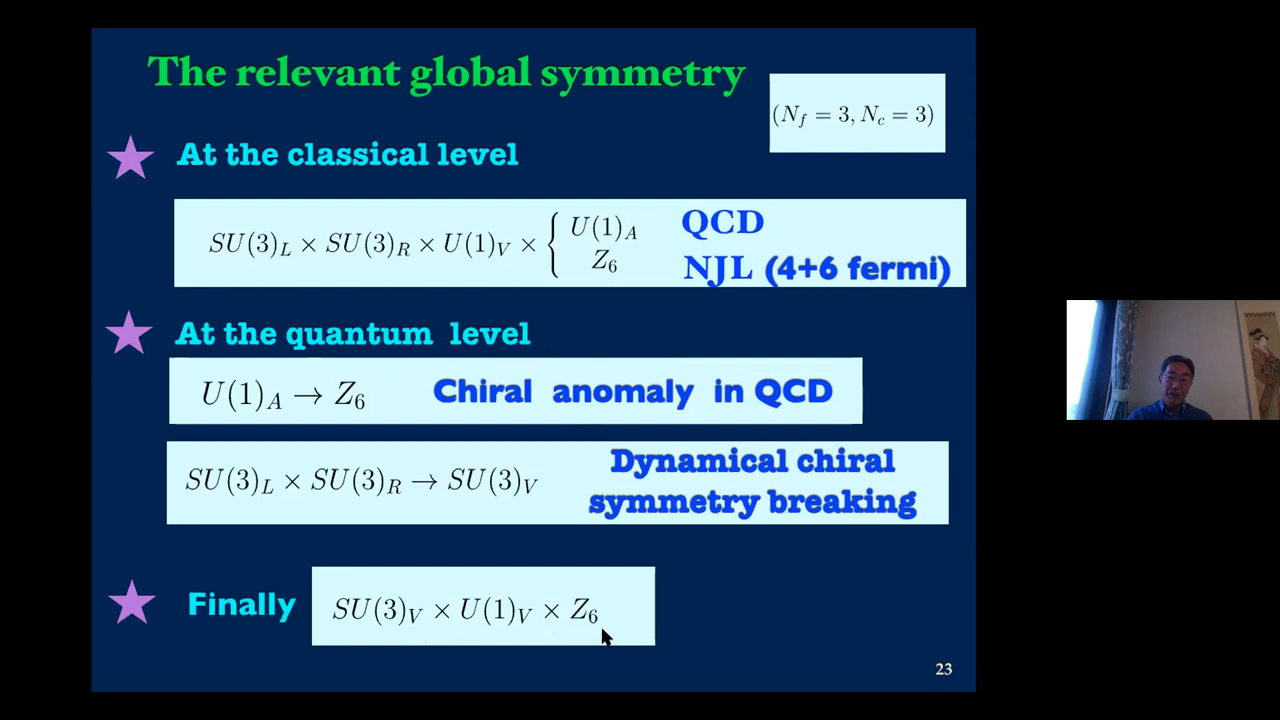 The relevant global symmetry
(N_f = 3, N_c = 3)
★ At the classical level
SU(3)_L × SU(3)_R × U(1)_V × { U(1)_A QCD
Z_6 NJL (4+6 fermi)
★ At the quantum level
U(1)_A → Z_6 Chiral anomaly in QCD
SU(3)_L × SU(3)_R → SU(3)_V Dynamical chiral
symmetry breaking
★ Finally SU(3)_V × U(1)_V × Z_6
23